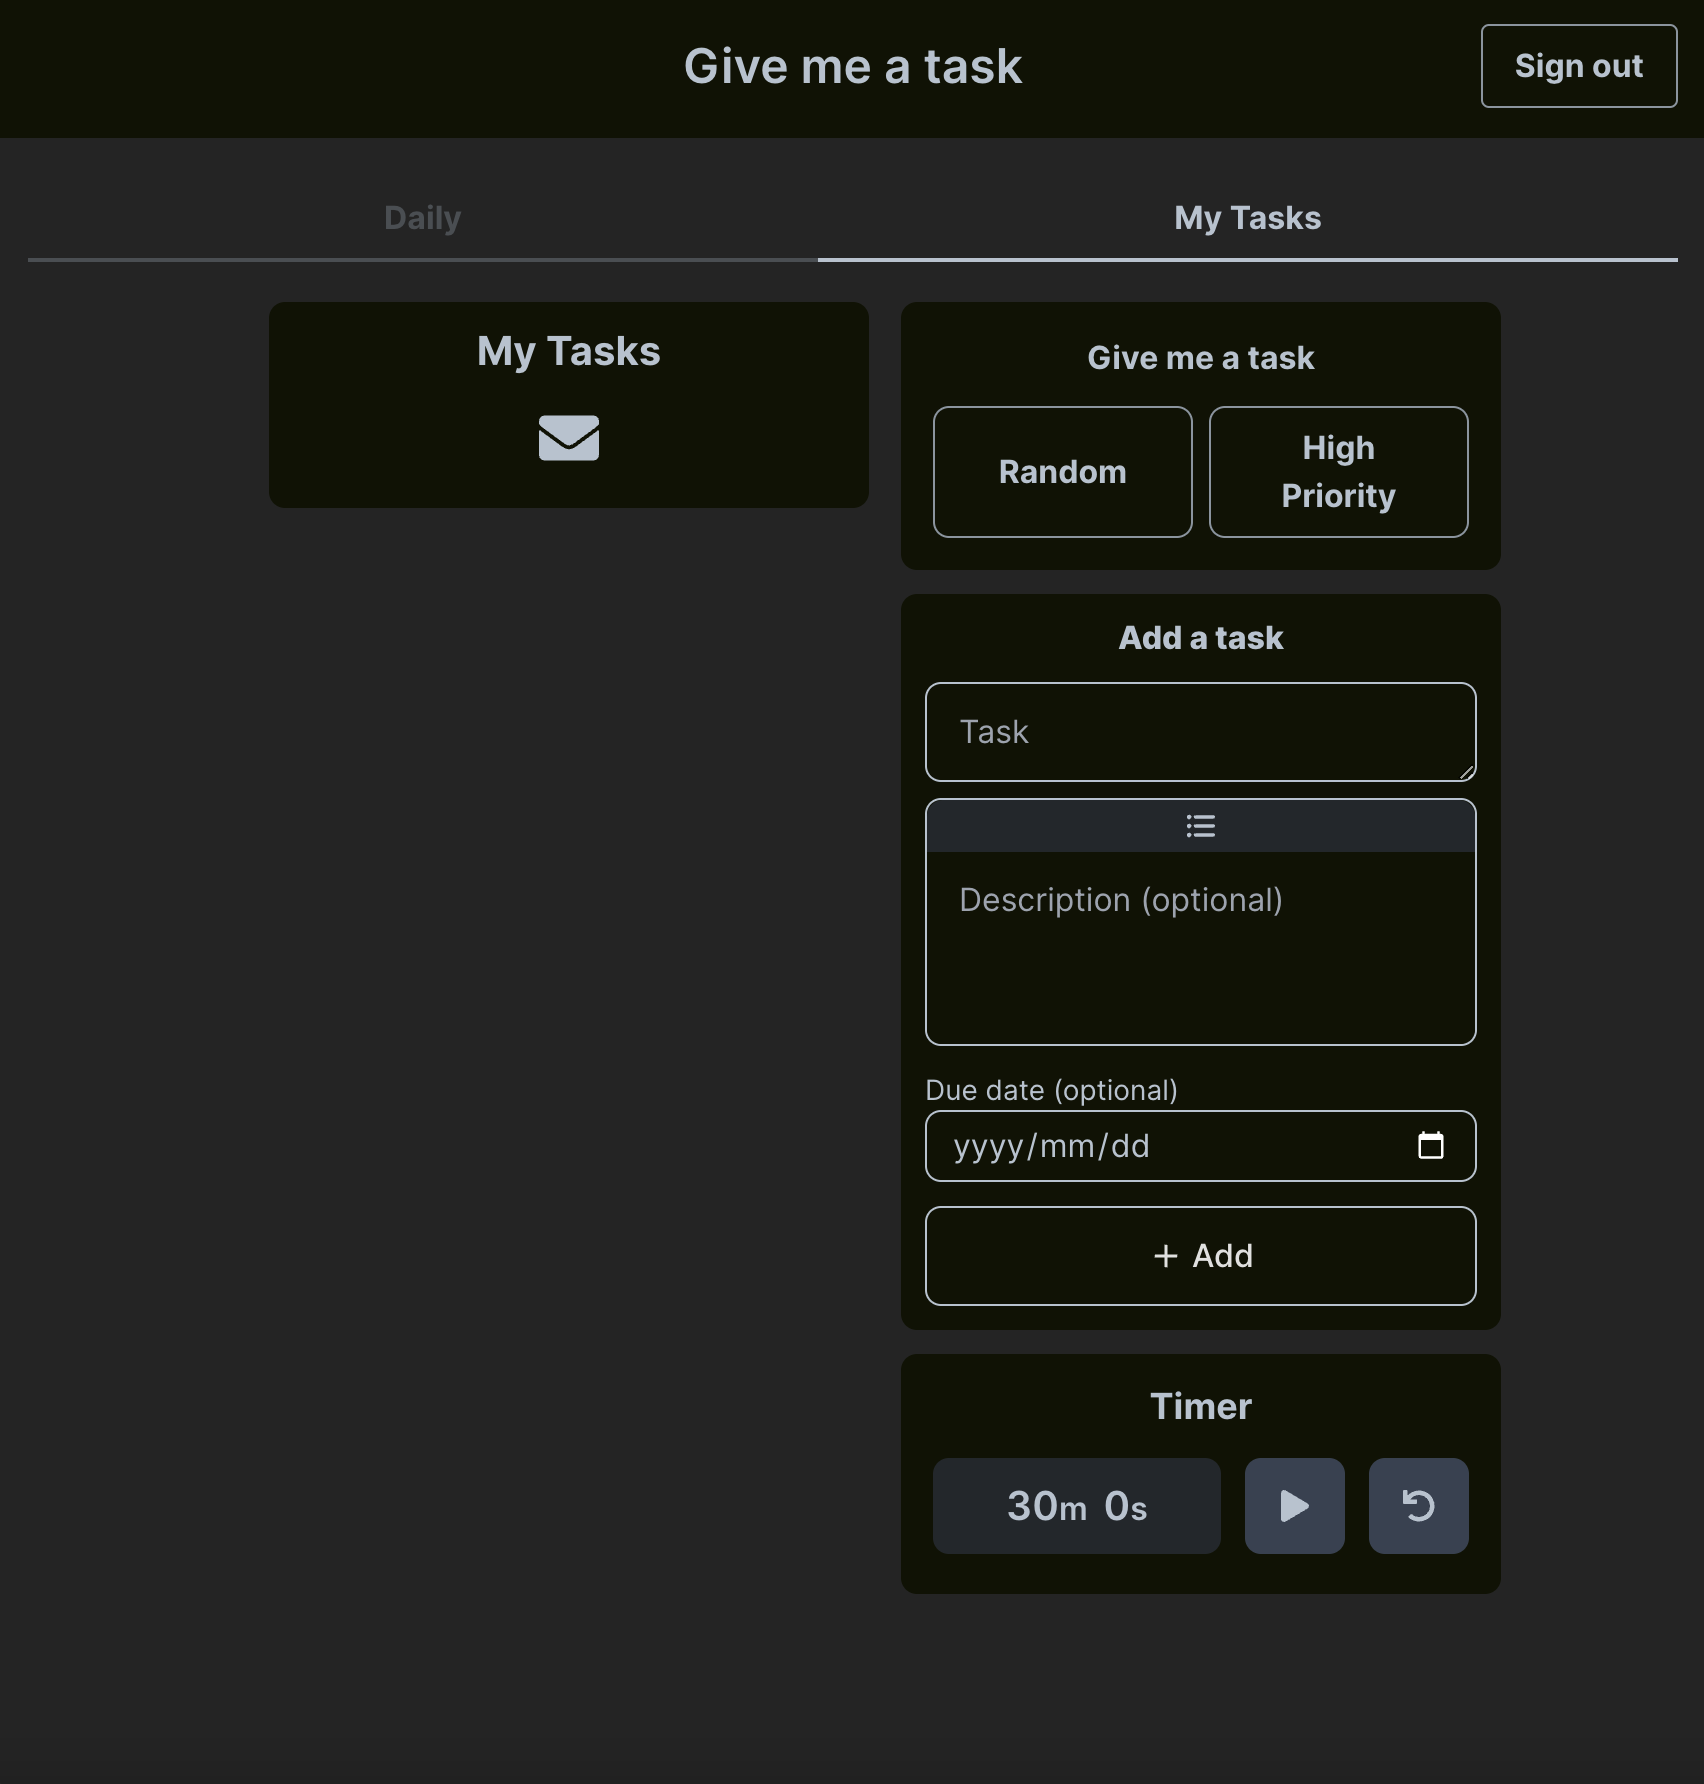 Give me a task
Sign out
Daily
My Tasks
My Tasks
Give me a task
Random
High
Priority
Add a task
Task
Description (optional)
Due date (optional)
yyyy/mm/dd
+ Add
Timer
30m 0s